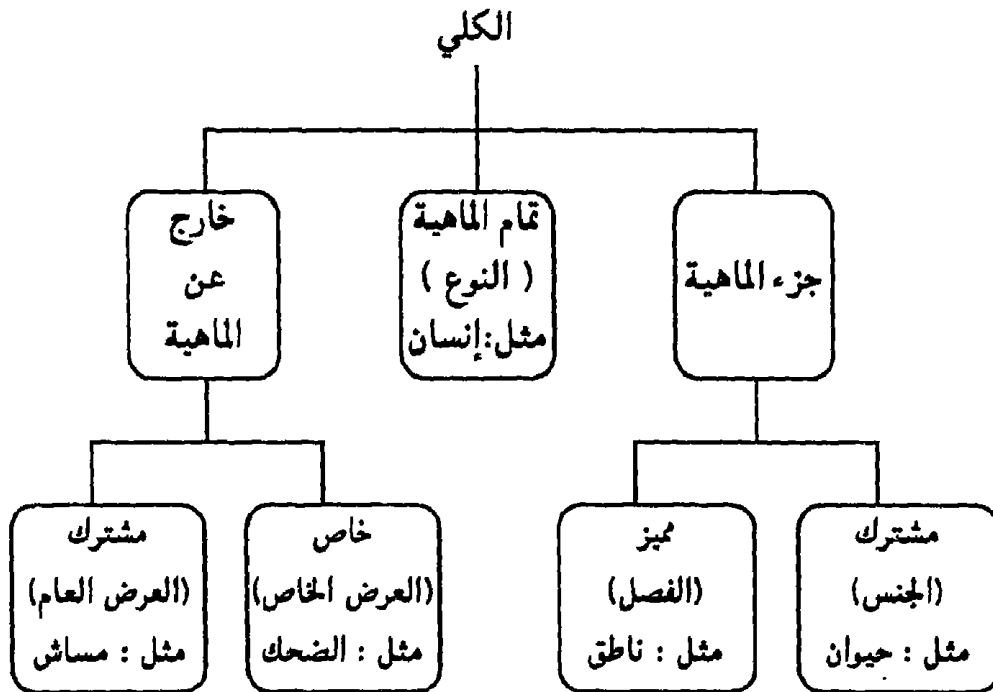 الكلي
جزء الماهية
تمام الماهية
( النوع )
مثل:إنسان
خارج
عن
الماهية
مشترك
(الجنس)
مثل : حيوان
مميز
(الفصل)
مثل : ناطق
خاص
(العرض الخاص)
مثل : الضحك
مشترك
(العرض العام)
مثل : مساش